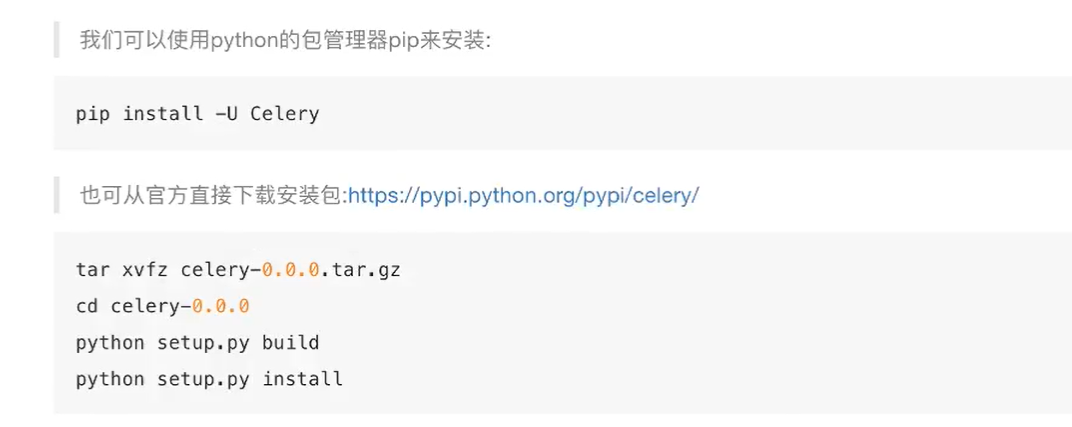 我们可以使用python的包管理器pip来安装:
pip install -U Celery
也可从官方直接下载安装包:https://pypi.python.org/pypi/celery/
tar xvfz celery-0.0.0.tar.gz
cd celery-0.0.0
python setup.py build
python setup.py install